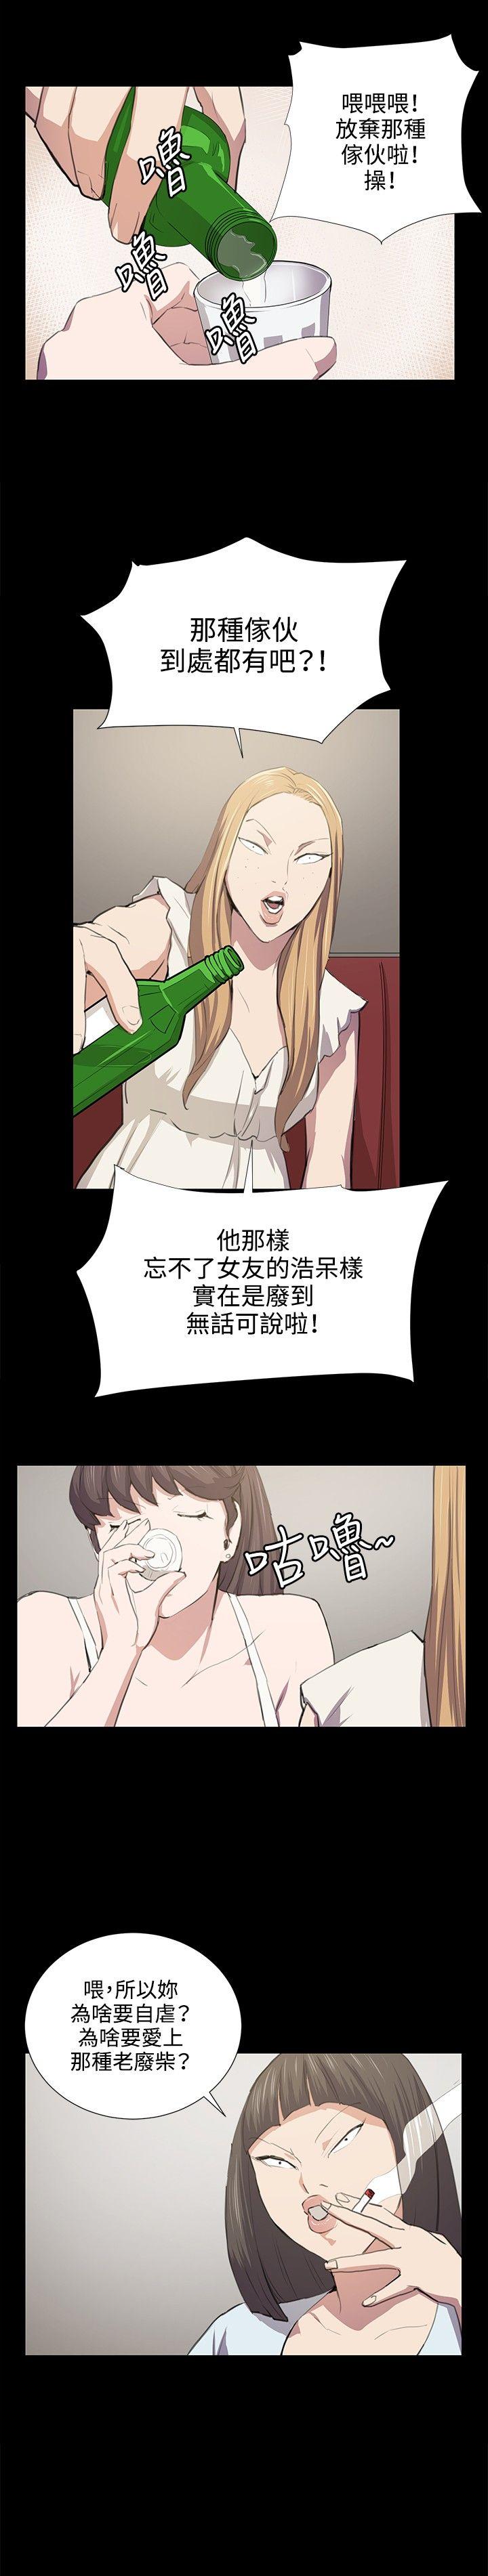 喂喂喂！
放棄那種
傢伙啦！
操！
嚕
嚕
嚕
那種傢伙
到處都有吧？！
他那樣
忘不了女友的浩呆樣
實在是廢到
無話可說啦！
咕嚕~
喂，所以妳
為啥要自虐？
為啥要愛上
那種老廢柴？